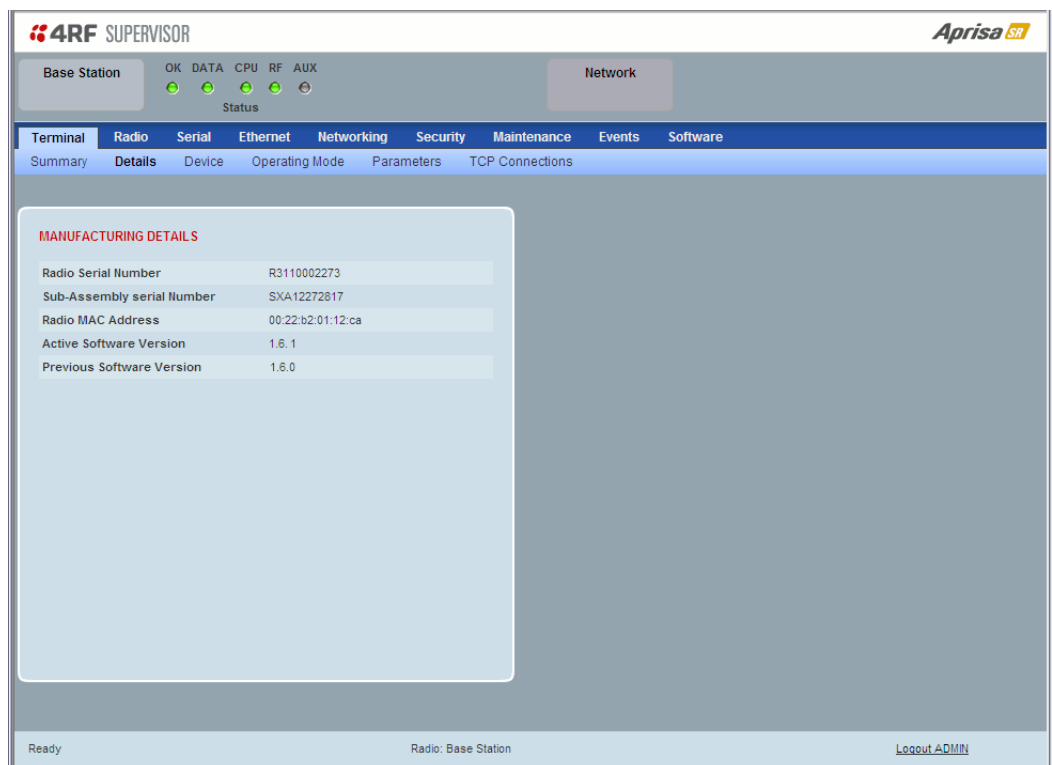 4RF SUPERVISOR
Aprisa SR
Base Station
OK DATA CPU RF AUX
Status
Network
Terminal Radio Serial Ethernet Networking Security Maintenance Events Software
Summary Details Device Operating Mode Parameters TCP Connections
MANUFACTURING DETAILS
Radio Serial Number R3110002273
Sub-Assembly serial Number SXA12272817
Radio MAC Address 00:22:b2:01:12:ca
Active Software Version 1.6.1
Previous Software Version 1.6.0
Ready Radio: Base Station Logout ADMIN